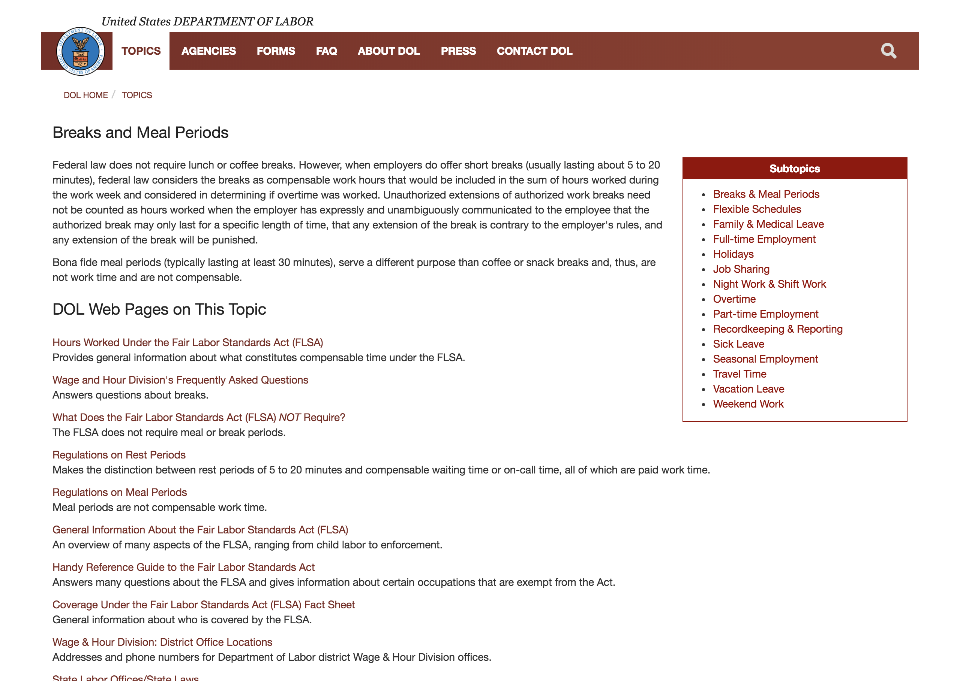 United States DEPARTMENT OF LABOR
TOPICS AGENCIES FORMS FAQ ABOUT DOL PRESS CONTACT DOL
DOL HOME / TOPICS
Breaks and Meal Periods
Federal law does not require lunch or coffee breaks. However, when employers do offer short breaks (usually lasting about 5 to 20
minutes), federal law considers the breaks as compensable work hours that would be included in the sum of hours worked during
the work week and considered in determining if overtime was worked. Unauthorized extensions of authorized work breaks need
not be counted as hours worked when the employer has expressly and unambiguously communicated to the employee that the
authorized break may only last for a specific length of time, that any extension of the break is contrary to the employer's rules, and
any extension of the break will be punished.
Bona fide meal periods (typically lasting at least 30 minutes), serve a different purpose than coffee or snack breaks and, thus, are
not work time and are not compensable.
DOL Web Pages on This Topic
Hours Worked Under the Fair Labor Standards Act (FLSA)
Provides general information about what constitutes compensable time under the FLSA.
Wage and Hour Division's Frequently Asked Questions
Answers questions about breaks.
What Does the Fair Labor Standards Act (FLSA) NOT Require?
The FLSA does not require meal or break periods.
Regulations on Rest Periods
Makes the distinction between rest periods of 5 to 20 minutes and compensable waiting time or on-call time, all of which are paid work time.
Regulations on Meal Periods
Meal periods are not compensable work time.
General Information About the Fair Labor Standards Act (FLSA)
An overview of many aspects of the FLSA, ranging from child labor to enforcement.
Handy Reference Guide to the Fair Labor Standards Act
Answers many questions about the FLSA and gives information about certain occupations that are exempt from the Act.
Coverage Under the Fair Labor Standards Act (FLSA) Fact Sheet
General information about who is covered by the FLSA.
Wage & Hour Division: District Office Locations
Addresses and phone numbers for Department of Labor district Wage & Hour Division offices.
State Labor Offices/State Laws
Subtopics
Breaks & Meal Periods
Flexible Schedules
Family & Medical Leave
Full-time Employment
Holidays
Job Sharing
Night Work & Shift Work
Overtime
Part-time Employment
Recordkeeping & Reporting
Sick Leave
Seasonal Employment
Travel Time
Vacation Leave
Weekend Work